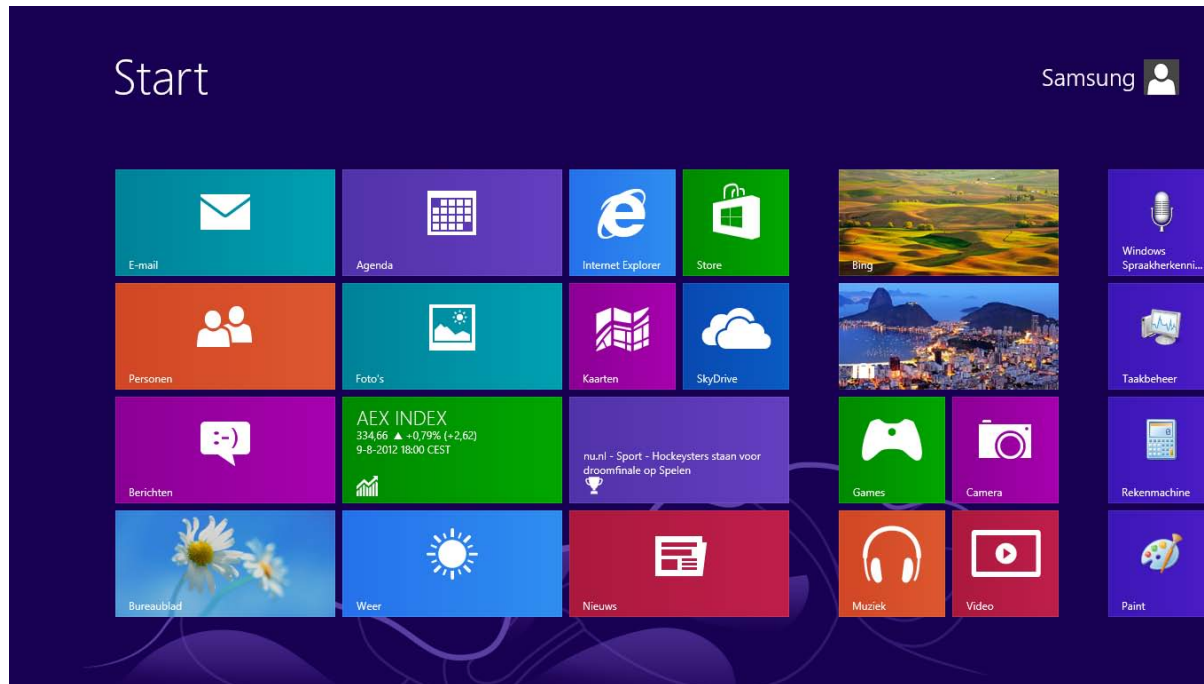 Start
Samsung
E-mail
Agenda
Internet Explorer
Store
Bing
Windows
Spraakherkenni...
Personen
Foto's
Kaarten
SkyDrive
Taakbeheer
Berichten
AEX INDEX
334,66 ▲ +0,79% (+2,62)
9-8-2012 18:00 CEST
nu.nl - Sport - Hockeysters staan voor
droomfinale op Spelen
Games
Camera
Rekenmachine
Bureaublad
Weer
Nieuws
Muziek
Video
Paint